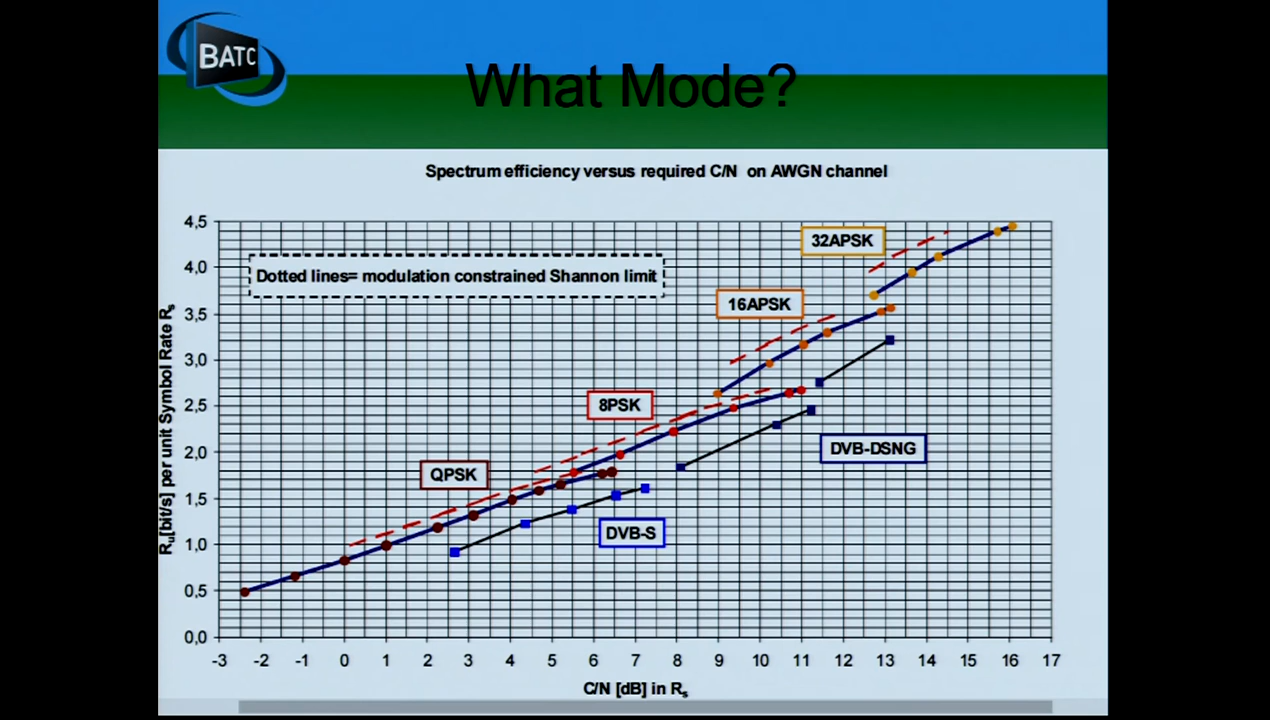 BATC
What Mode?
Spectrum efficiency versus required C/N on AWGN channel
4,5
4,0
3,5
3,0
2,5
2,0
1,5
1,0
0,5
0,0
Ru[bit/s] per unit Symbol Rate Rs
Dotted lines= modulation constrained Shannon limit
32APSK
16APSK
8PSK
QPSK
DVB-DSNG
DVB-S
-3 -2 -1 0 1 2 3 4 5 6 7 8 9 10 11 12 13 14 15 16 17
C/N [dB] in Rs